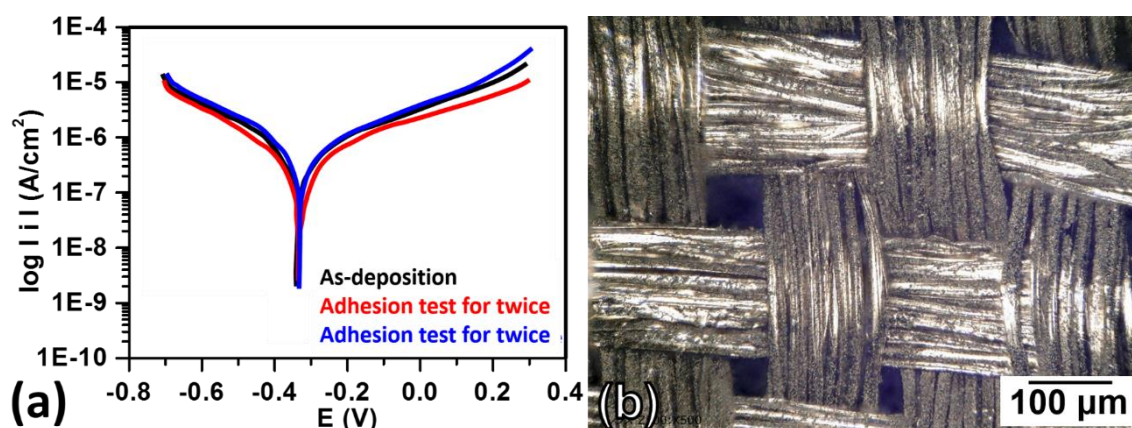 log l i l (A/cm²)
1E-4
1E-5
1E-6
1E-7
1E-8
1E-9
1E-10
As-deposition
Adhesion test for twice
Adhesion test for twice
-0.8 -0.6 -0.4 -0.2 0.0 0.2 0.4
E (V)
(a)
(b)
100 µm